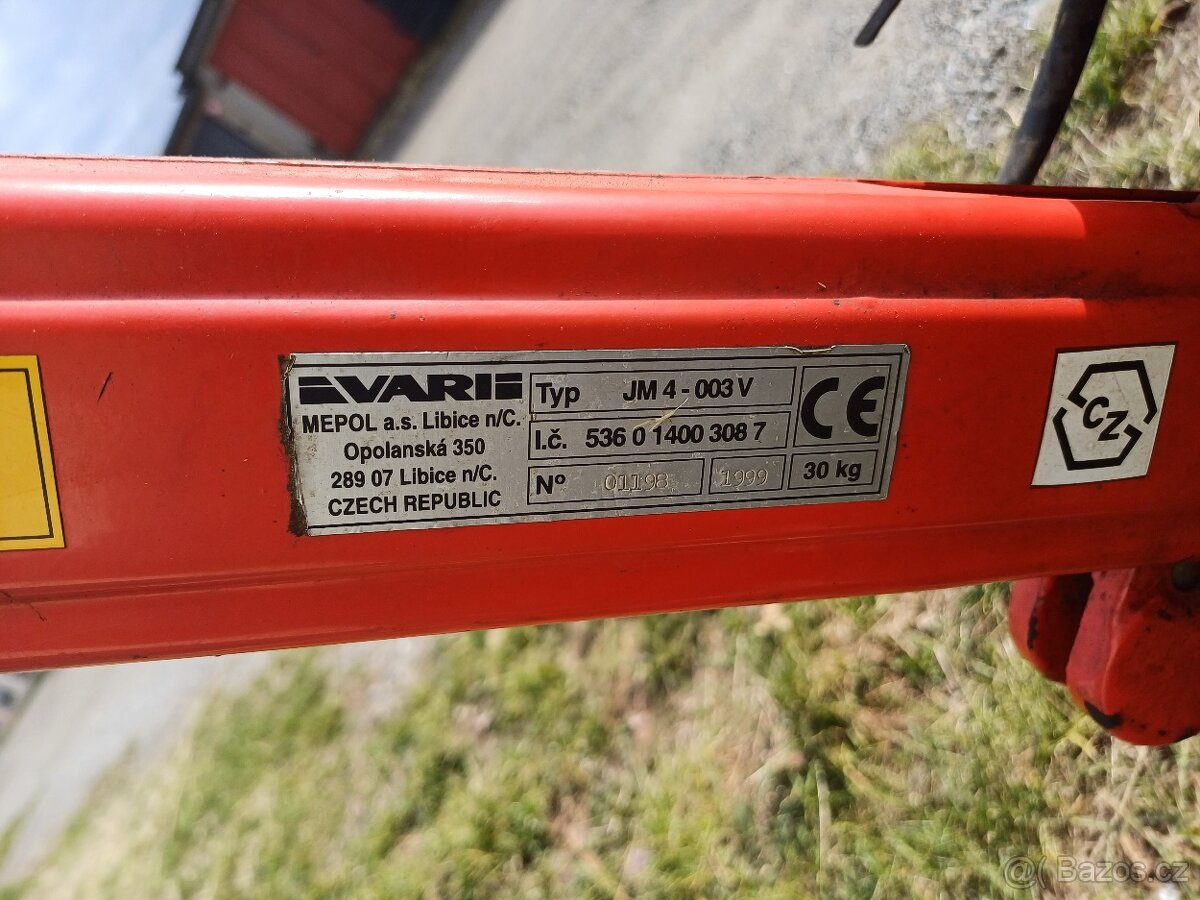 VARI
MEPOL a.s. Libice n/C.
Opolanská 350
289 07 Libice n/C.
CZECH REPUBLIC
Typ JM 4 - 003 V
I.č. 536 0 1400 308 7
Nº 01198 1999 30 kg
CE
CZ
Bazos.cz